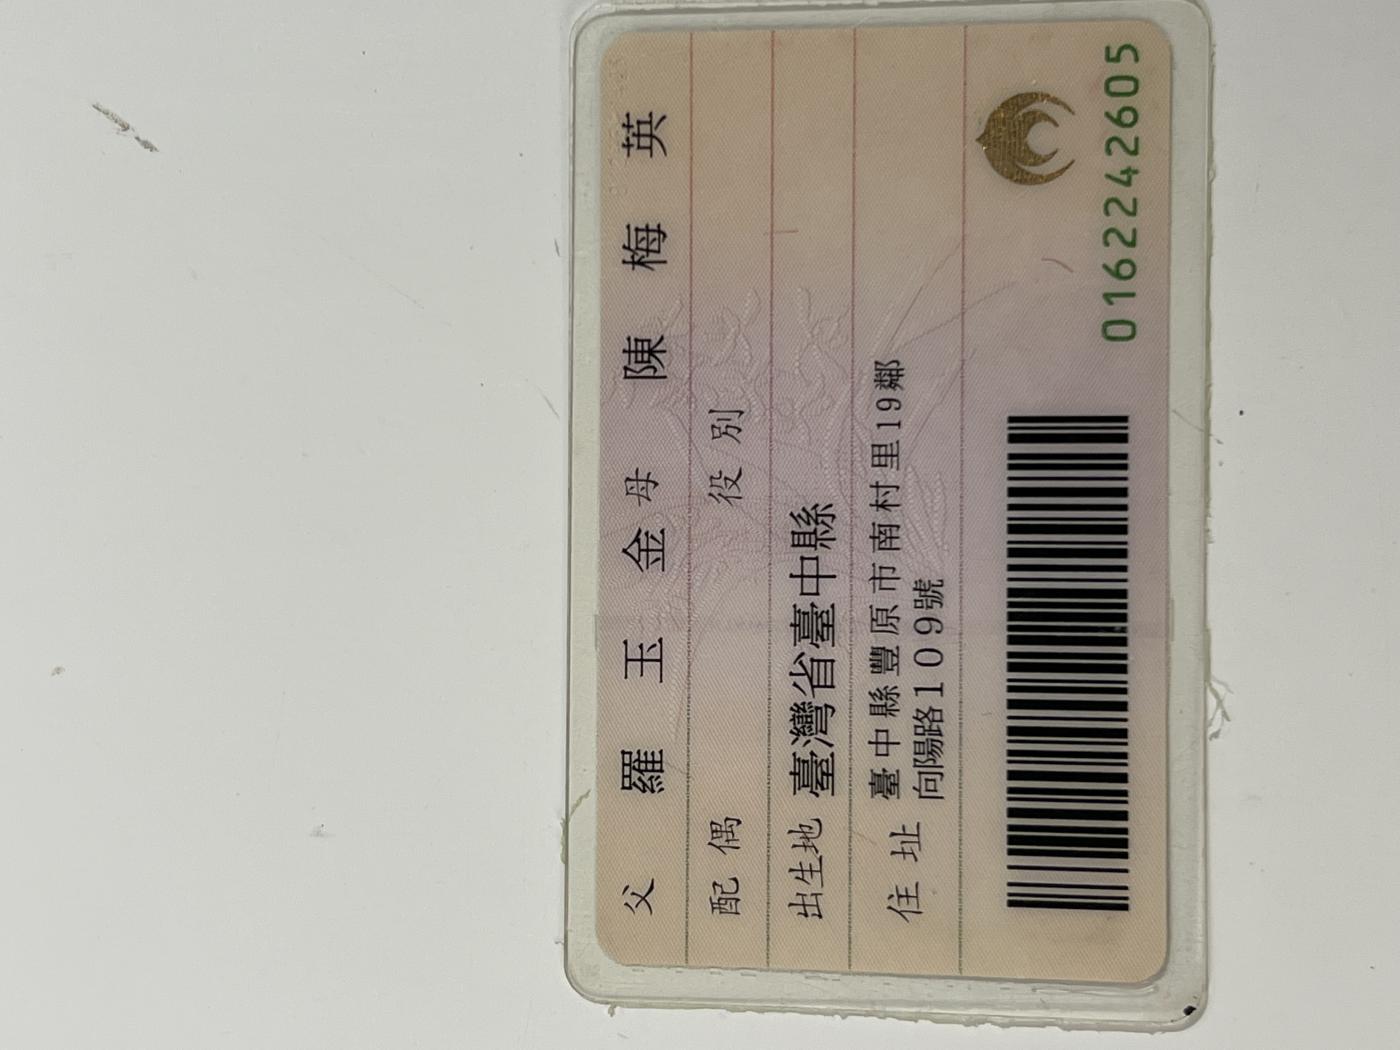 父 羅玉金 母 陳梅英
配偶 役別
出生地 臺灣省臺中縣
住址 臺中縣豐原市南村里19鄰
向陽路109號
0162242605